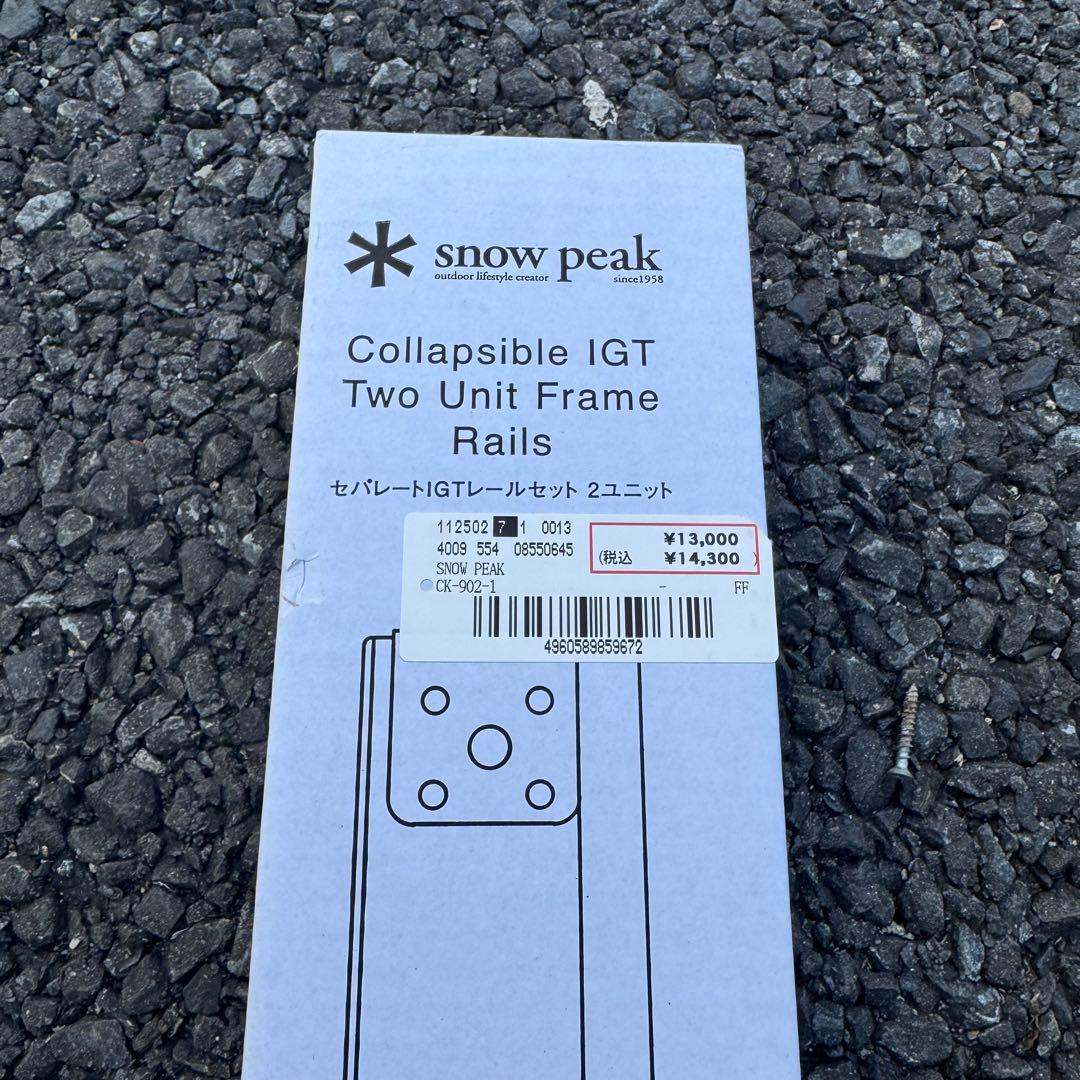 snow peak
outdoor lifestyle creator since1958
Collapsible IGT
Two Unit Frame
Rails
セパレートIGTレールセット 2ユニット
112502 7 1 0013
4009 554 08550645
SNOW PEAK
CK-902-1 - FF
¥13,000
(税込 ¥14,300 )
4960589859672